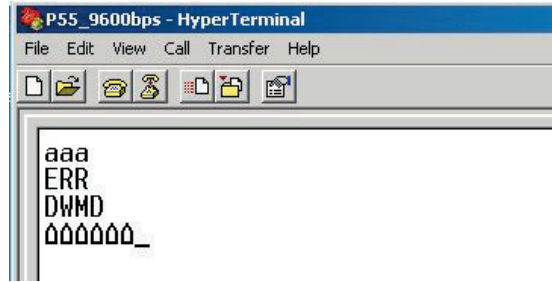 P55_9600bps - HyperTerminal
File Edit View Call Transfer Help
aaa
ERR
DWMD
⌂⌂⌂⌂⌂⌂_